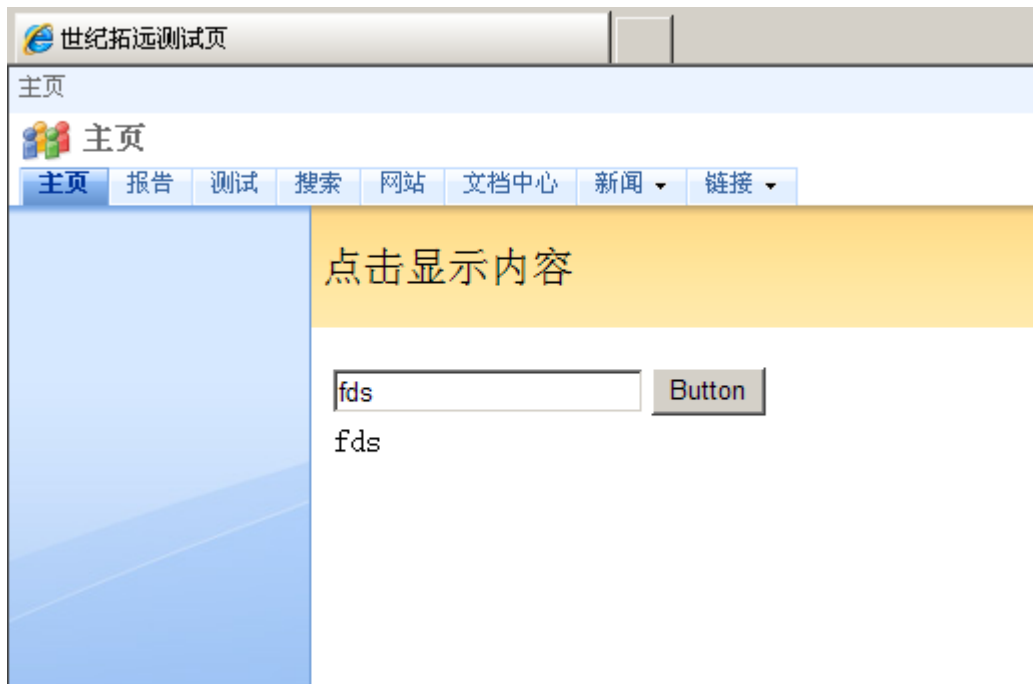 世纪拓远测试页
主页
主页
主页 报告 测试 搜索 网站 文档中心 新闻 链接
点击显示内容
fds Button
fds